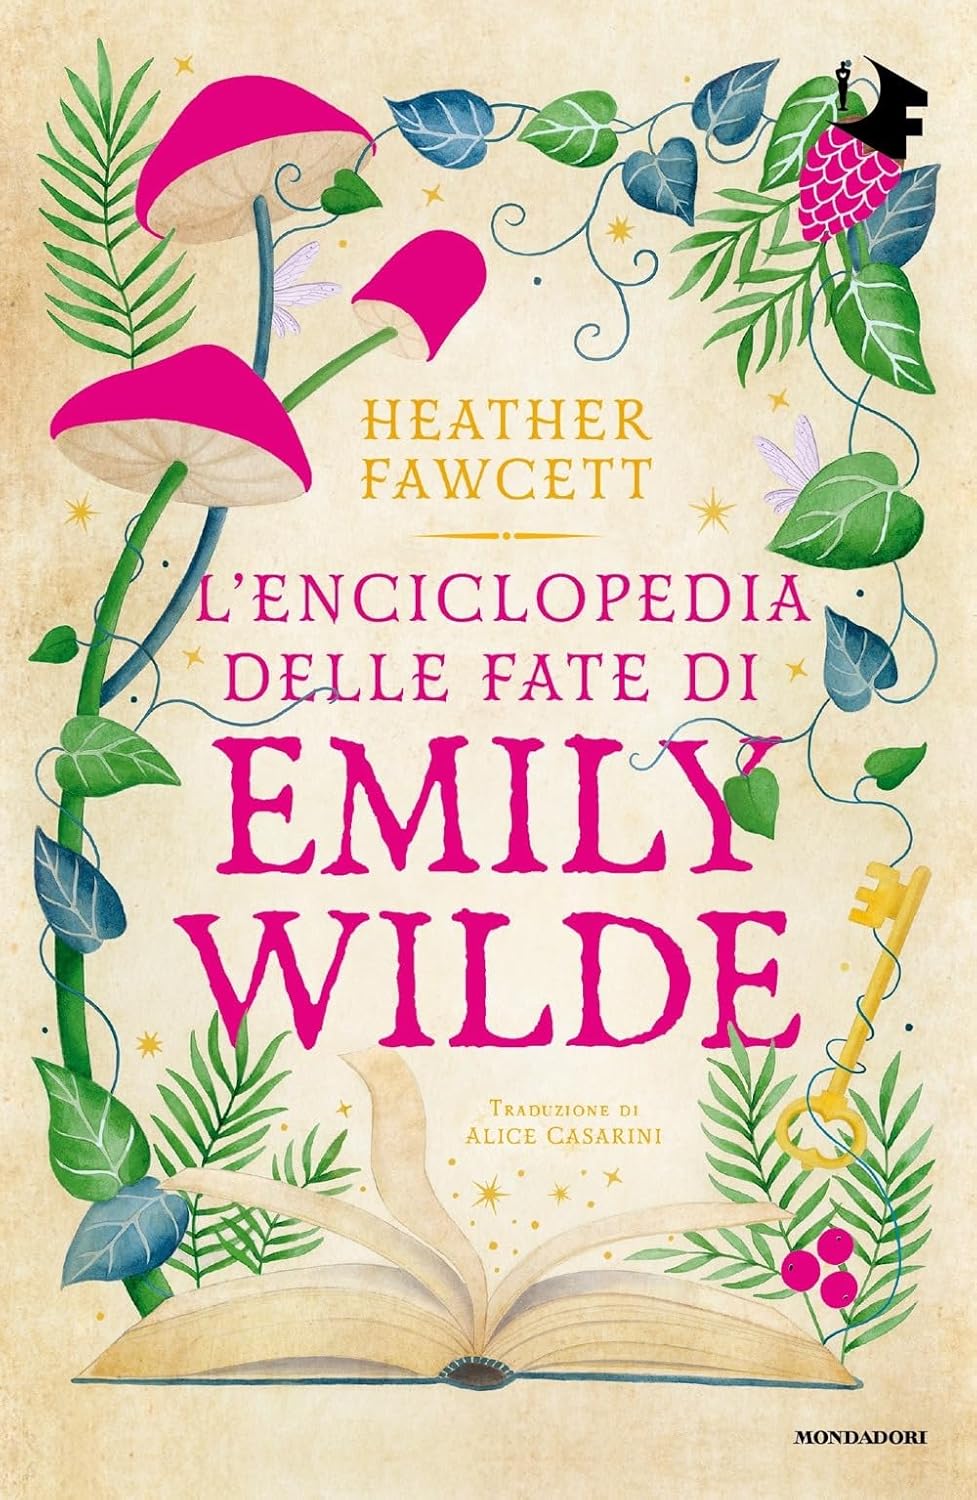 HEATHER
FAWCETT
L'ENCICLOPEDIA
DELLE FATE DI
EMILY
WILDE
TRADUZIONE DI
ALICE CASARINI
MONDADORI